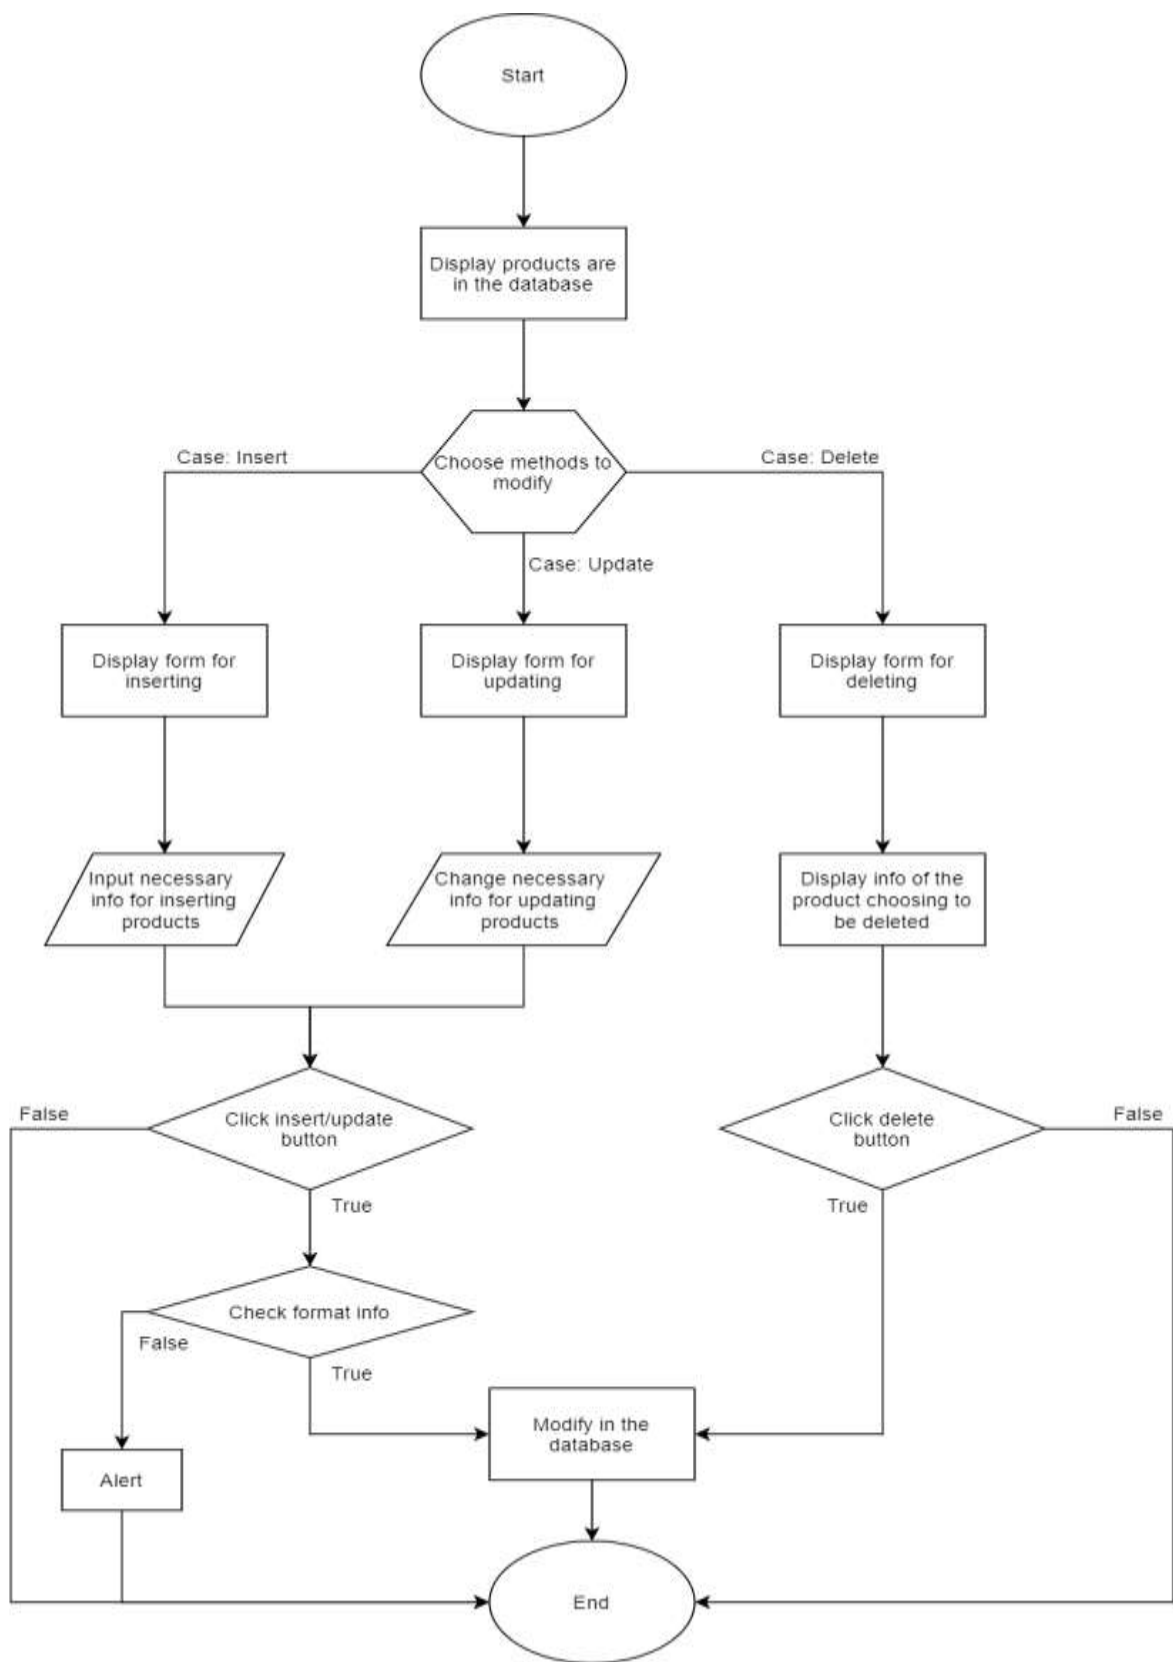 Start
Display products are
in the database
Case: Insert
Choose methods to
modify
Case: Delete
Case: Update
Display form for
inserting
Display form for
updating
Display form for
deleting
Input necessary
info for inserting
products
Change necessary
info for updating
products
Display info of the
product choosing to
be deleted
False
Click insert/update
button
Click delete
button
False
True
True
Check format info
False
True
Modify in the
database
Alert
End